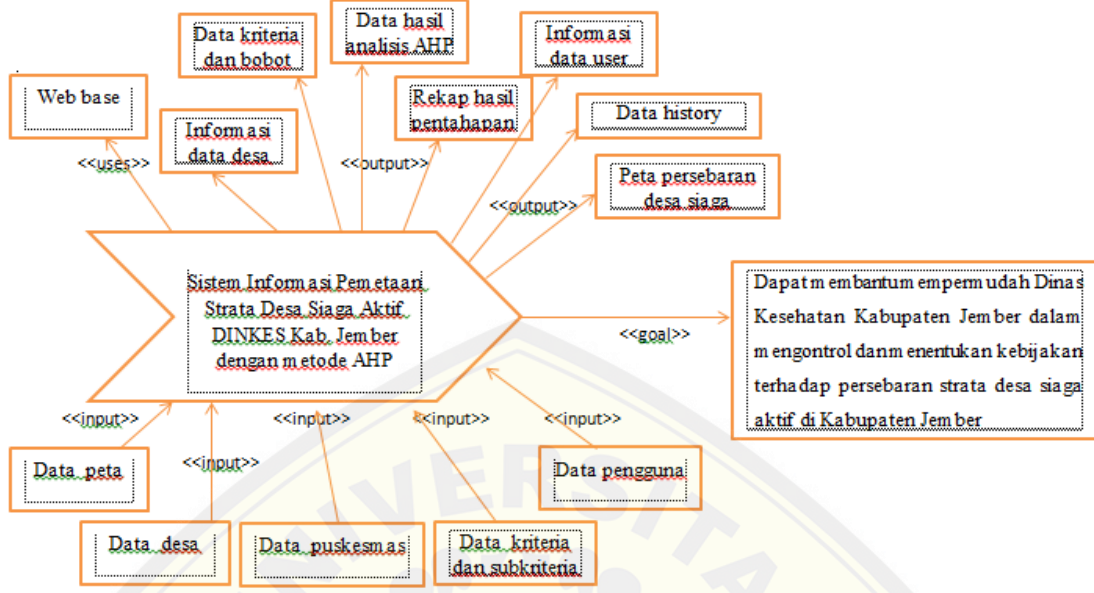 Data kriteria
dan bobot
Data hasil
analisis AHP
Informasi
data user
Web base
Informasi
data desa
Rekap hasil
pentahapan
Data history
Peta persebaran
desa siaga
<<uses>>
<<output>>
<<output>>
Sistem Informasi Pemetaan
Strata Desa Siaga Aktif
DINKES Kab. Jember
dengan metode AHP
<<goal>>
Dapat membantu mempermudah Dinas
Kesehatan Kabupaten Jember dalam
mengontrol dan menentukan kebijakan
terhadap persebaran strata desa siaga
aktif di Kabupaten Jember
<<input>>
<<input>>
<<input>>
<<input>>
<<input>>
Data peta
Data desa
Data puskesmas
Data kriteria
dan subkriteria
Data pengguna
UNIVERSITA